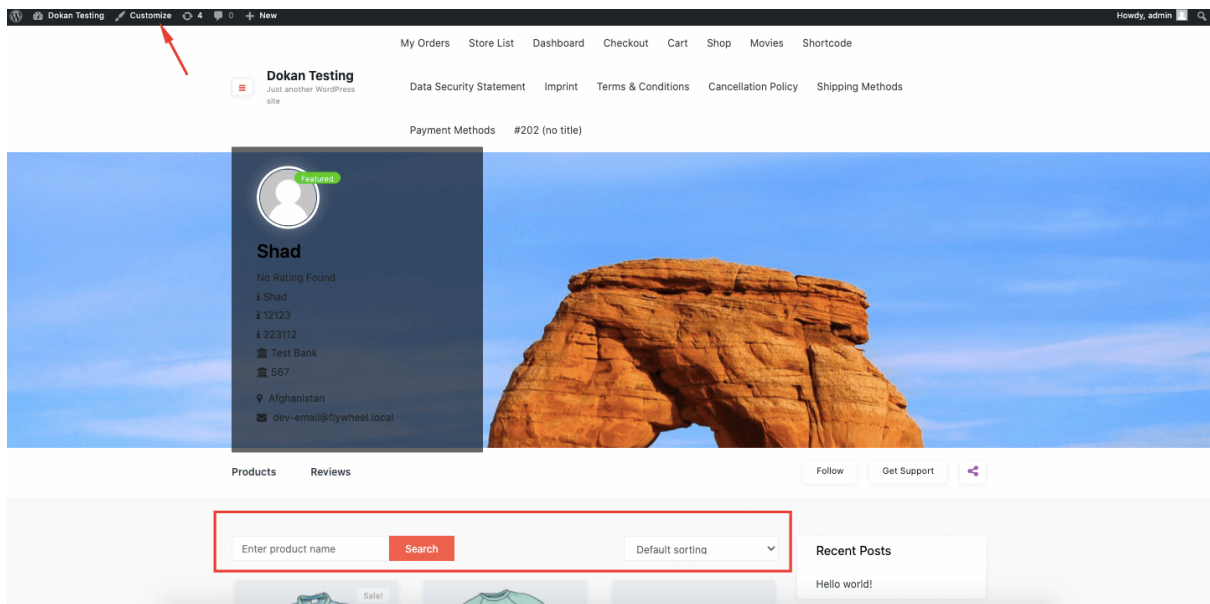 Dokan Testing Customize 4 0 + New Howdy, admin
My Orders Store List Dashboard Checkout Cart Shop Movies Shortcode
Dokan Testing
Just another WordPress
site
Data Security Statement Imprint Terms & Conditions Cancellation Policy Shipping Methods
Payment Methods #202 (no title)
Featured
Shad
No Rating Found
Shad
12123
223112
Test Bank
567
Afghanistan
dev-email@flywheel.local
Products Reviews Follow Get Support
Enter product name Search Default sorting
Recent Posts
Hello world!
Sale!